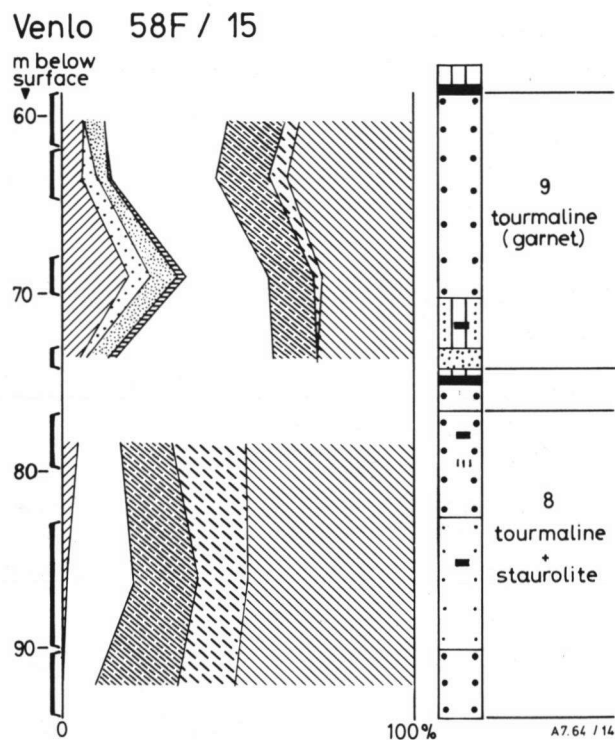 Venlo 58F / 15
m below
surface
60
70
80
90
0
100%
9
tourmaline
(garnet)
8
tourmaline
+
staurolite
A7.64 / 14